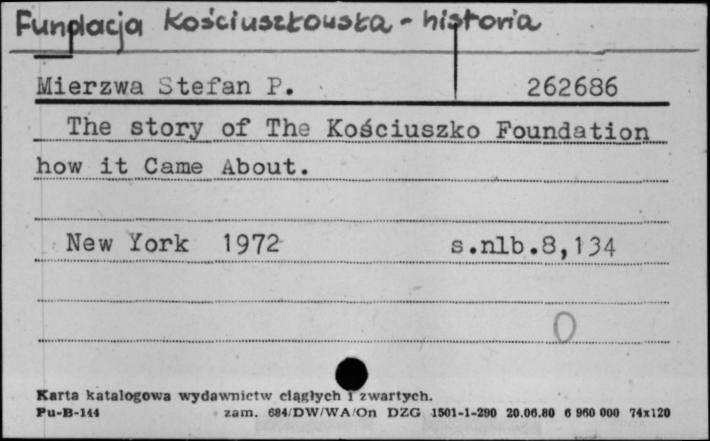 Funplacja Kościuszkowska - historia
Mierzwa Stefan P. 262686
The story of The Kościuszko Foundation
how it Came About.
New York 1972 s.nlb.8,134
0
Karta katalogowa wydawnictw ciągłych i zwartych.
Pu-B-144 zam. 684/DW/WA/On DZG 1501-1-290 20.06.80 6 960 000 74x120